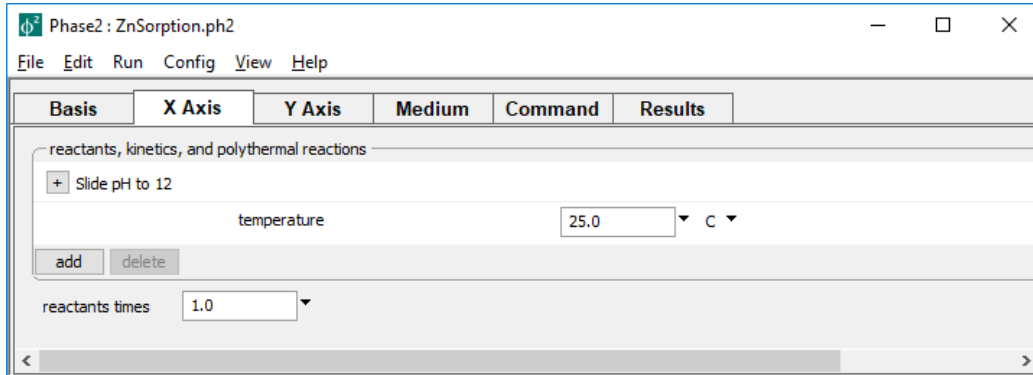 Phase2 : ZnSorption.ph2
File Edit Run Config View Help
Basis X Axis Y Axis Medium Command Results
reactants, kinetics, and polythermal reactions
+ Slide pH to 12
temperature 25.0 C
add delete
reactants times 1.0